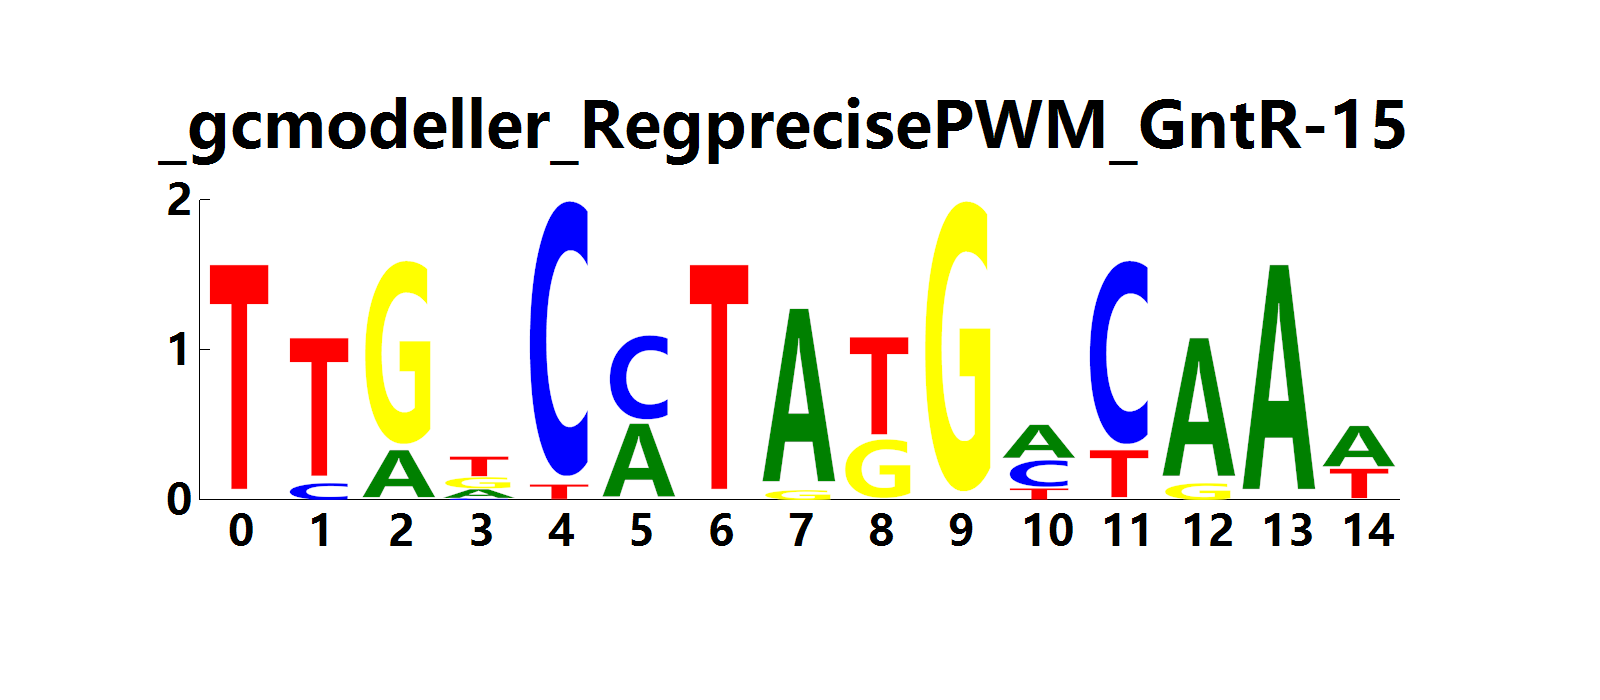 _gcmodeller_RegprecisePWM_GntR-15
2
1
0
T T G A T G A C T C A T A G T G G A C T C T A G A A T
0 1 2 3 4 5 6 7 8 9 10 11 12 13 14